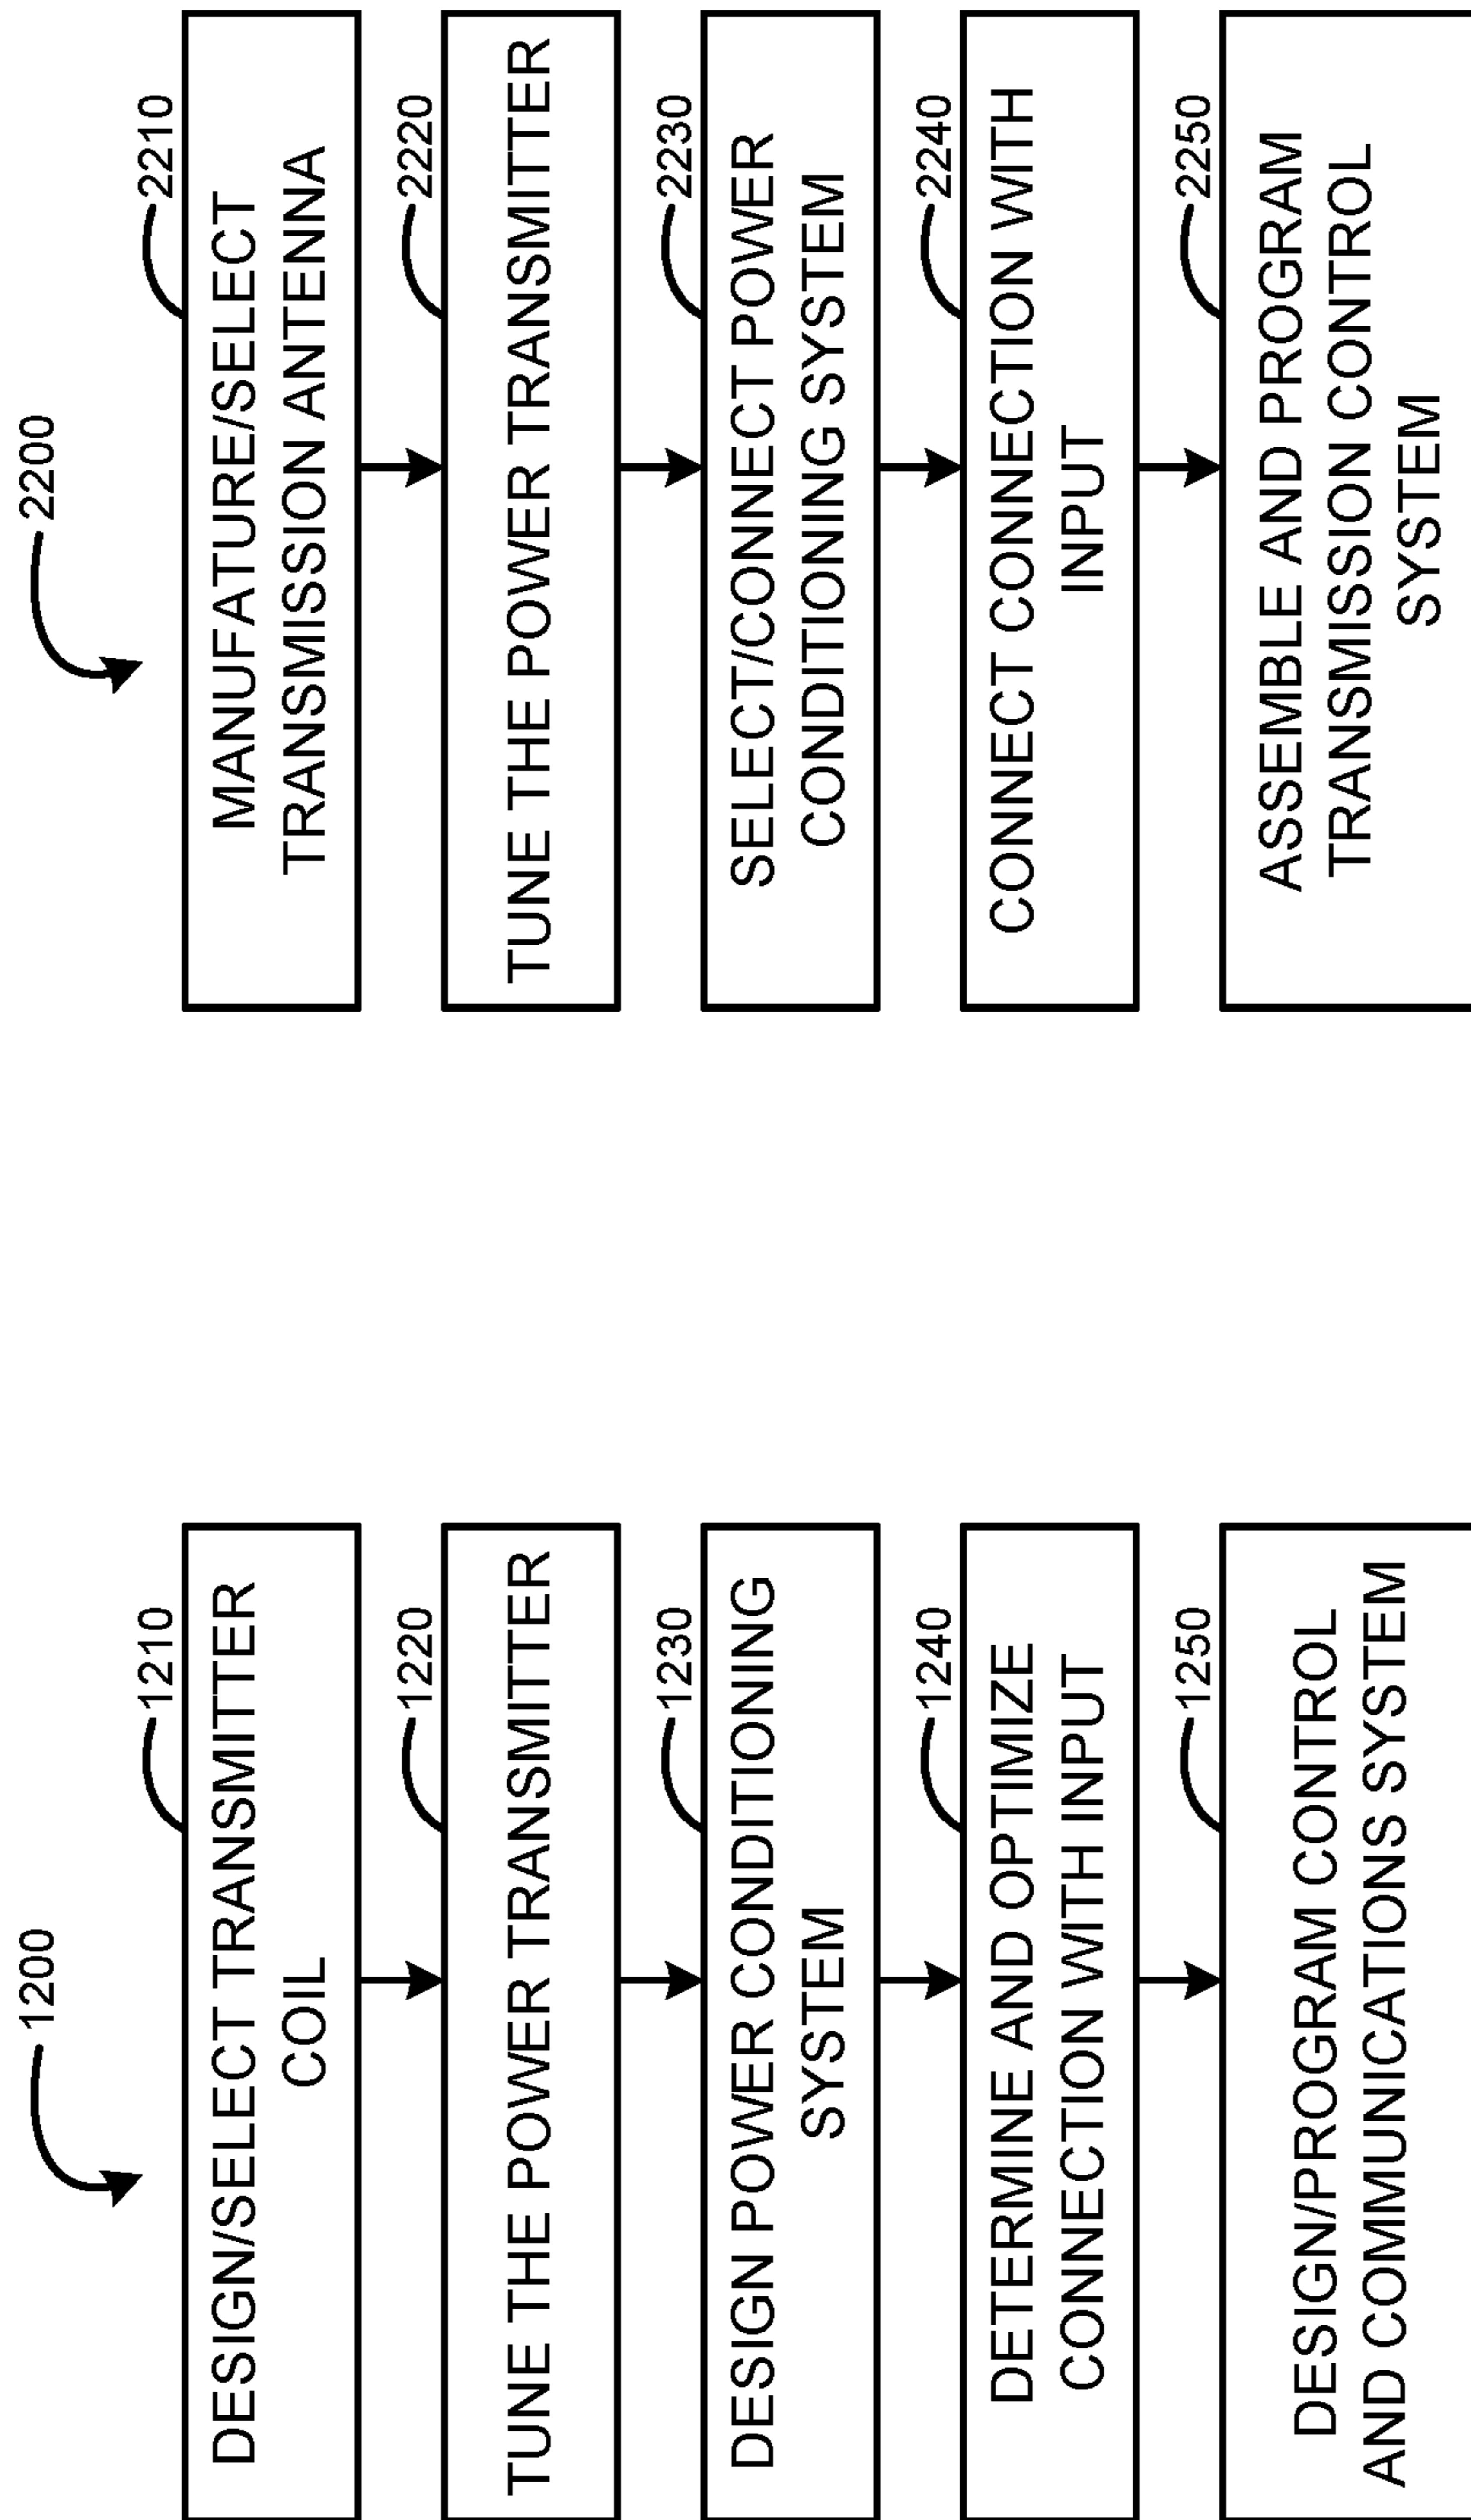 1200
1210
DESIGN/SELECT TRANSMITTER
COIL
1220
TUNE THE POWER TRANSMITTER
1230
DESIGN POWER CONDITIONING
SYSTEM
1240
DETERMINE AND OPTIMIZE
CONNECTION WITH INPUT
1250
DESIGN/PROGRAM CONTROL
AND COMMUNICATIONS SYSTEM
2200
2210
MANUFATURE/SELECT
TRANSMISSION ANTENNA
2220
TUNE THE POWER TRANSMITTER
2230
SELECT/CONNECT POWER
CONDITIONING SYSTEM
2240
CONNECT CONNECTION WITH
INPUT
2250
ASSEMBLE AND PROGRAM
TRANSMISSION CONTROL
SYSTEM